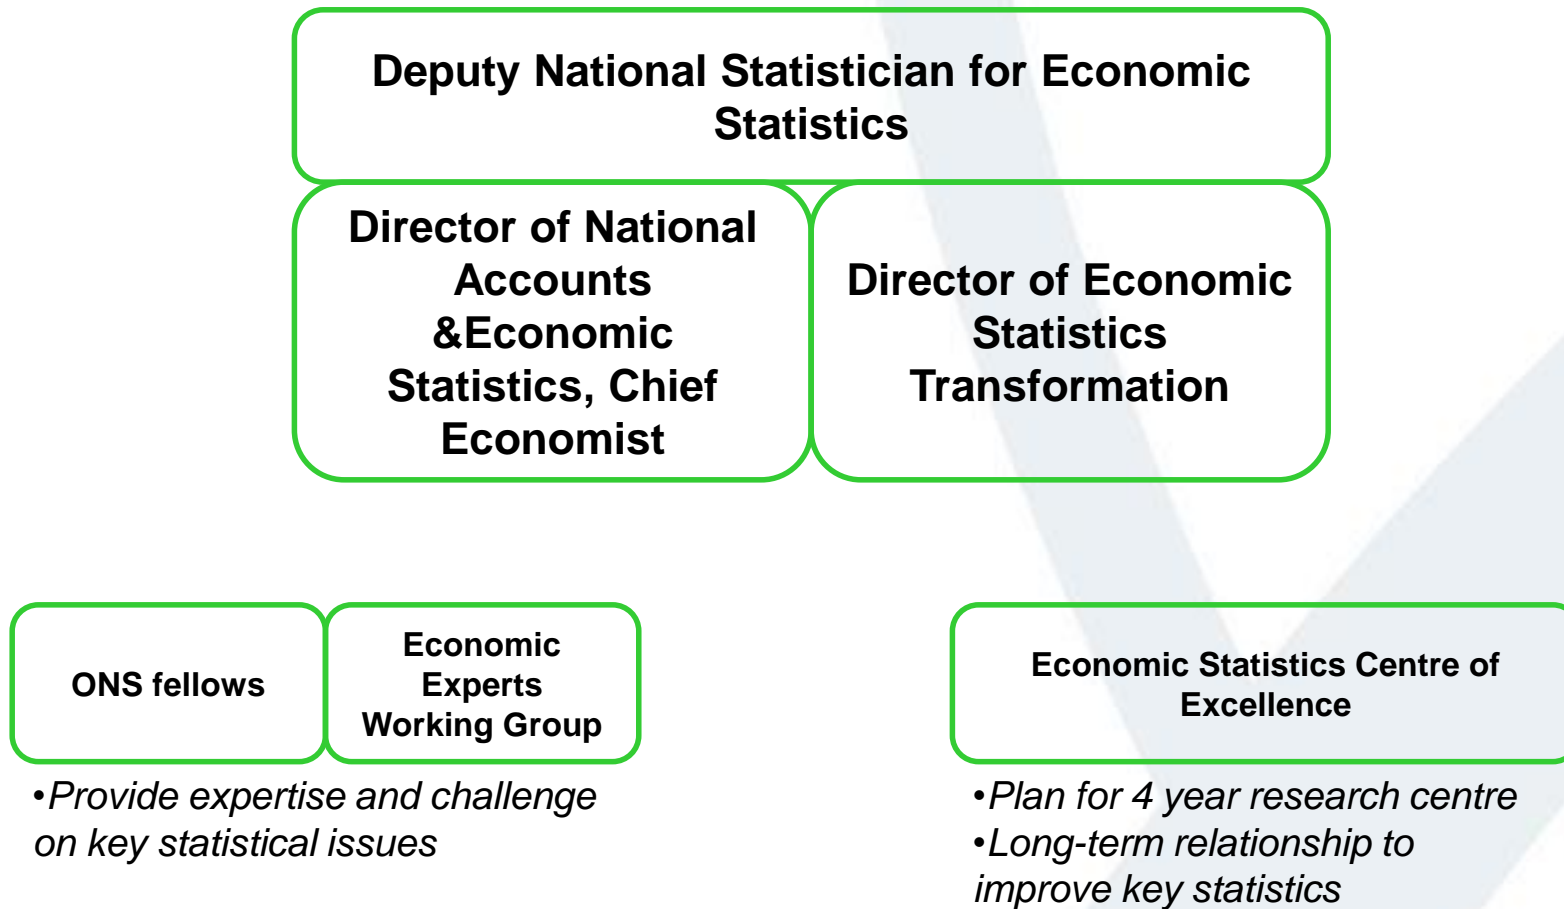 Deputy National Statistician for Economic
Statistics
Director of National
Accounts
&Economic
Statistics, Chief
Economist
Director of Economic
Statistics
Transformation
ONS fellows
Economic
Experts
Working Group
•Provide expertise and challenge
on key statistical issues
Economic Statistics Centre of
Excellence
•Plan for 4 year research centre
•Long-term relationship to
improve key statistics